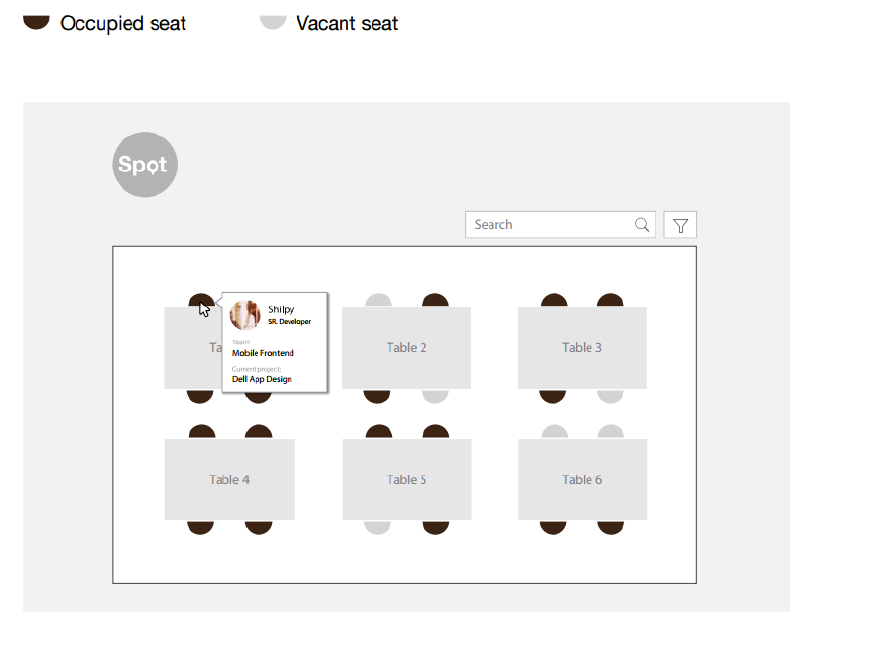 Occupied seat
Vacant seat
Spot
Search
Shilpy
SR. Developer
Team:
Mobile Frontend
Current project:
Dell App Design
Ta
Table 2
Table 3
Table 4
Table 5
Table 6